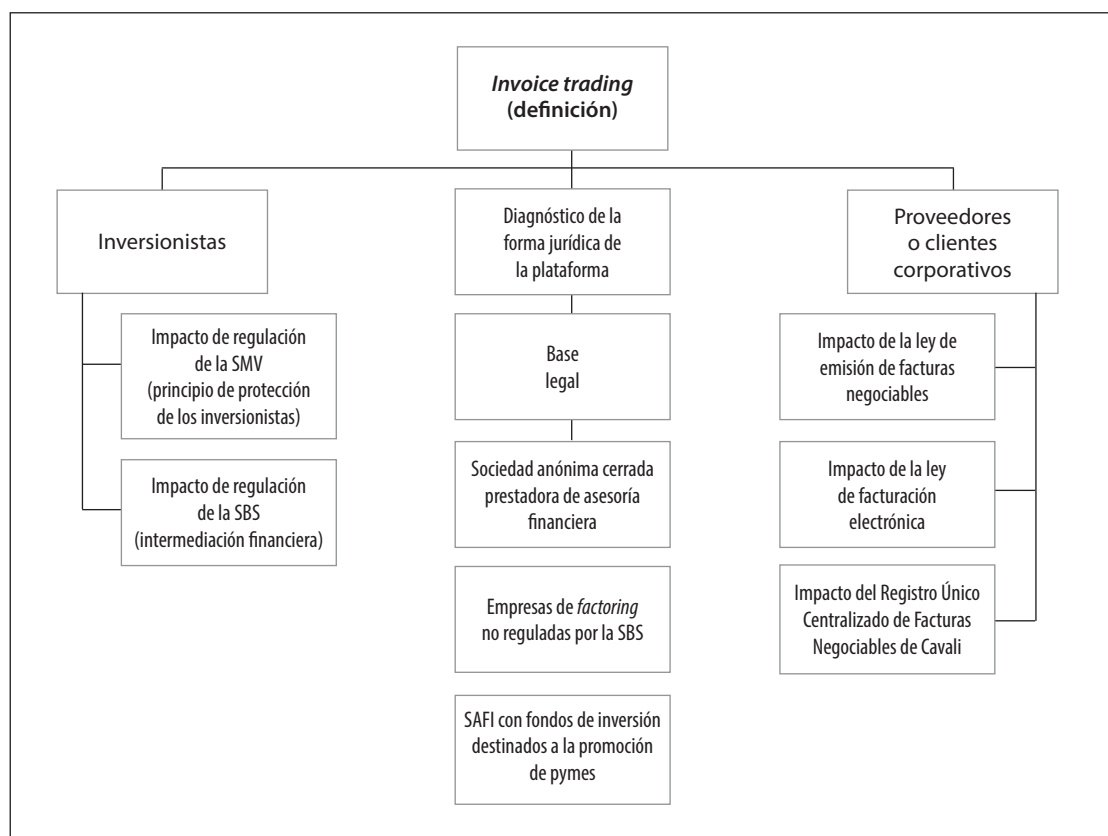 Invoice trading
(definición)
Inversionistas
Impacto de regulación
de la SMV
(principio de protección
de los inversionistas)
Impacto de regulación
de la SBS
(intermediación financiera)
Diagnóstico de la
forma jurídica de
la plataforma
Base
legal
Sociedad anónima cerrada
prestadora de asesoría
financiera
Empresas de factoring
no reguladas por la SBS
SAFI con fondos de inversión
destinados a la promoción
de pymes
Proveedores
o clientes
corporativos
Impacto de la ley de
emisión de facturas
negociables
Impacto de la ley
de facturación
electrónica
Impacto del Registro Único
Centralizado de Facturas
Negociables de Cavali